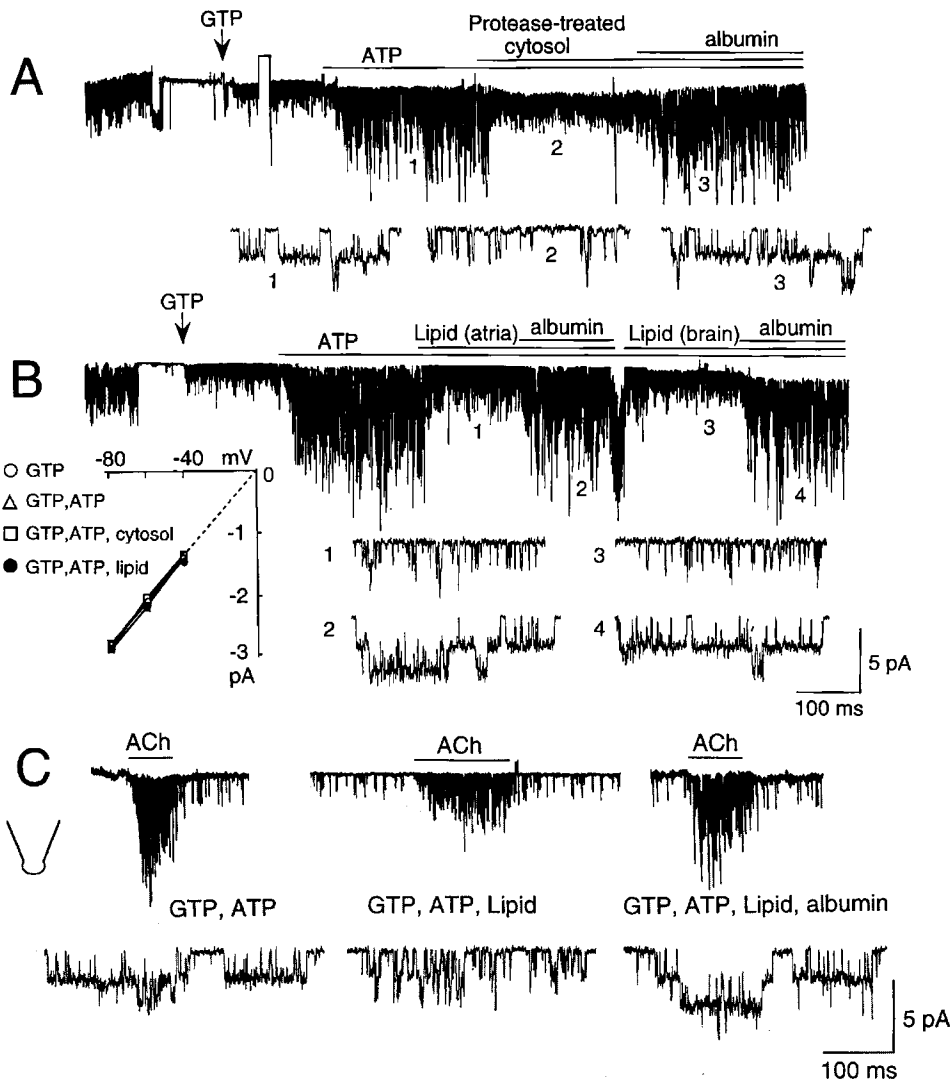 GTP
Protease-treated
cytosol
albumin
A
ATP
1
2
3
1
2
3
GTP
ATP
Lipid (atria)
albumin
Lipid (brain)
albumin
B
1
2
3
4
-80
-40
mV
0
GTP
GTP,ATP
GTP,ATP, cytosol
GTP,ATP, lipid
-1
-2
-3
pA
1
3
2
4
5 pA
100 ms
C
ACh
ACh
ACh
GTP, ATP
GTP, ATP, Lipid
GTP, ATP, Lipid, albumin
5 pA
100 ms